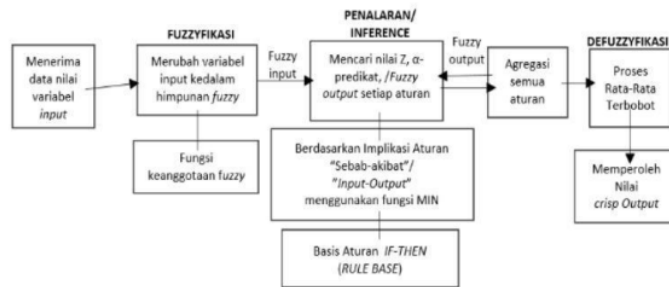 FUZZYFIKASI
PENALARAN/
INFERENCE
DEFUZZYFIKASI
Menerima
data nilai
variabel
input
Merubah variabel
input kedalam
himpunan fuzzy
Fungsi
keanggotaan fuzzy
Fuzzy
input
Mencari nilai Z, α-
predikat, /Fuzzy
output setiap aturan
Berdasarkan Implikasi Aturan
"Sebab-akibat"/
"Input-Output"
menggunakan fungsi MIN
Basis Aturan IF-THEN
(RULE BASE)
Fuzzy
output
Agregasi
semua
aturan
Proses
Rata-Rata
Terbobot
Memperoleh
Nilai
crisp Output